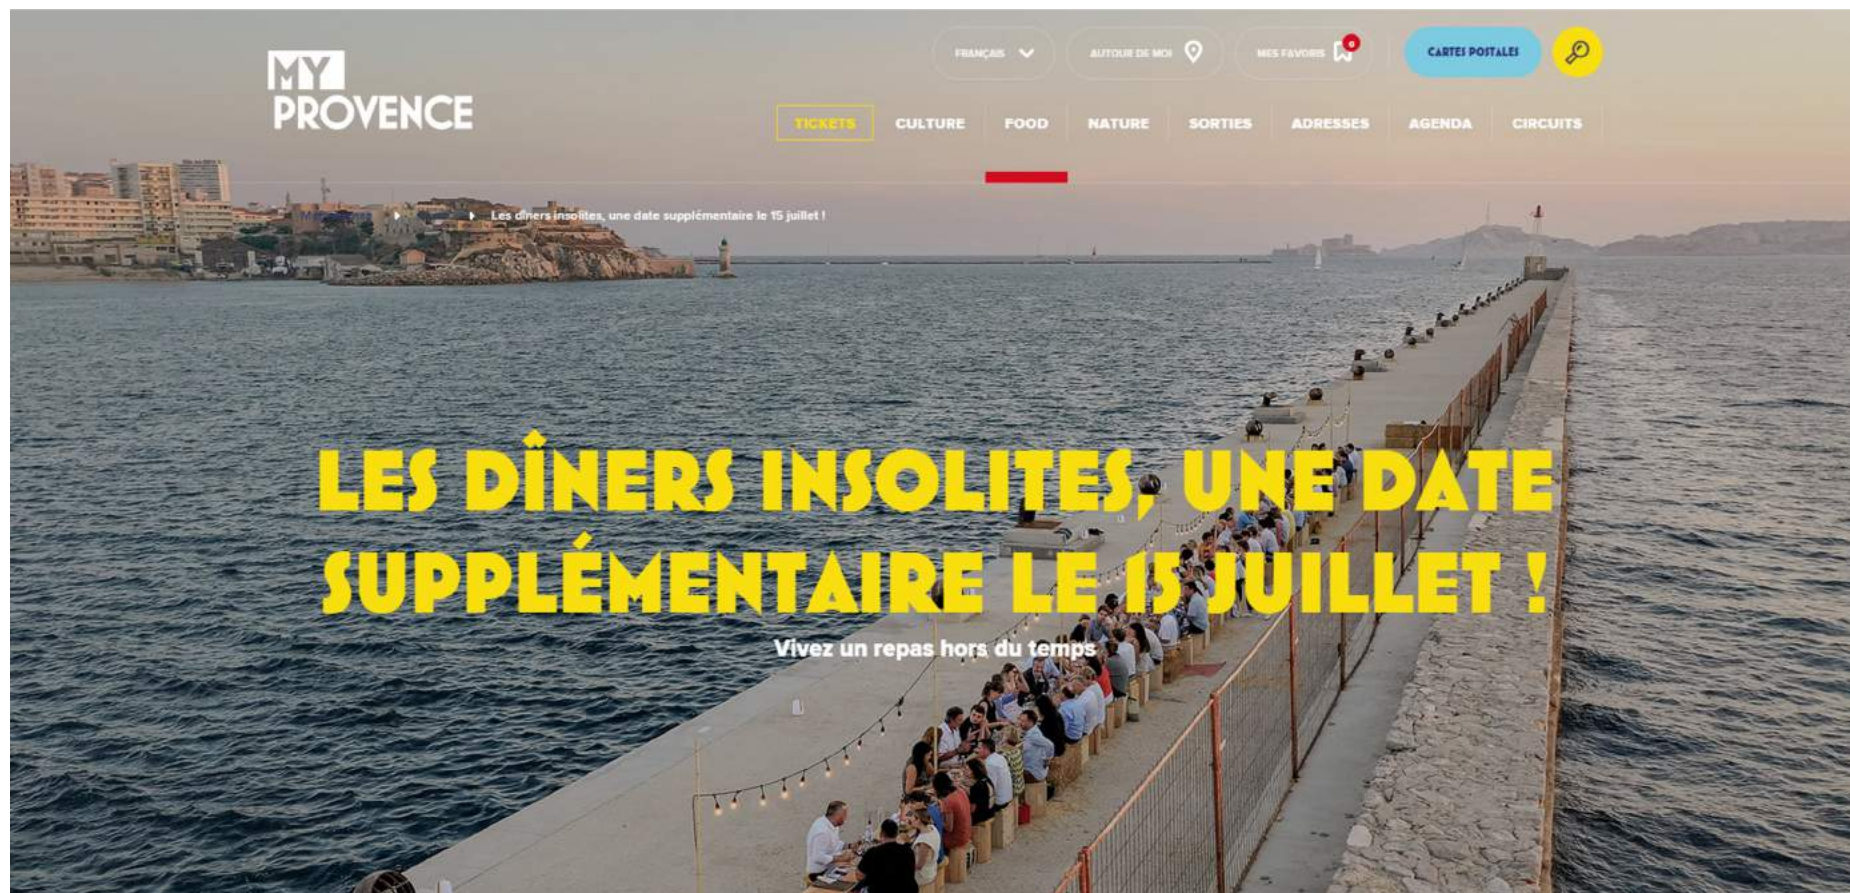 MY
PROVENCE
FRANÇAIS
AUTOUR DE MOI
MES FAVORIS
0
CARTES POSTALES
TICKETS
CULTURE
FOOD
NATURE
SORTIES
ADRESSES
AGENDA
CIRCUITS
Les dîners insolites, une date supplémentaire le 15 juillet !
LES DÎNERS INSOLITES, UNE DATE
SUPPLÉMENTAIRE LE 15 JUILLET !
Vivez un repas hors du temps